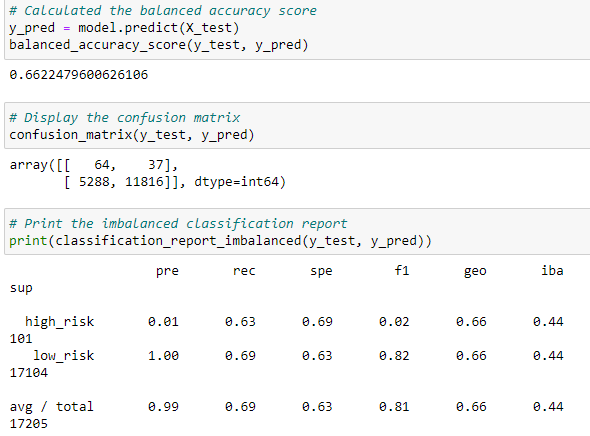 # Calculated the balanced accuracy score
y_pred = model.predict(X_test)
balanced_accuracy_score(y_test, y_pred)
0.6622479600626106
# Display the confusion matrix
confusion_matrix(y_test, y_pred)
array([[   64,    37],
       [ 5288, 11816]], dtype=int64)
# Print the imbalanced classification report
print(classification_report_imbalanced(y_test, y_pred))
                   pre       rec       spe        f1       geo       iba
sup
  high_risk       0.01      0.63      0.69      0.02      0.66      0.44
101
   low_risk       1.00      0.69      0.63      0.82      0.66      0.44
17104
avg / total       0.99      0.69      0.63      0.81      0.66      0.44
17205